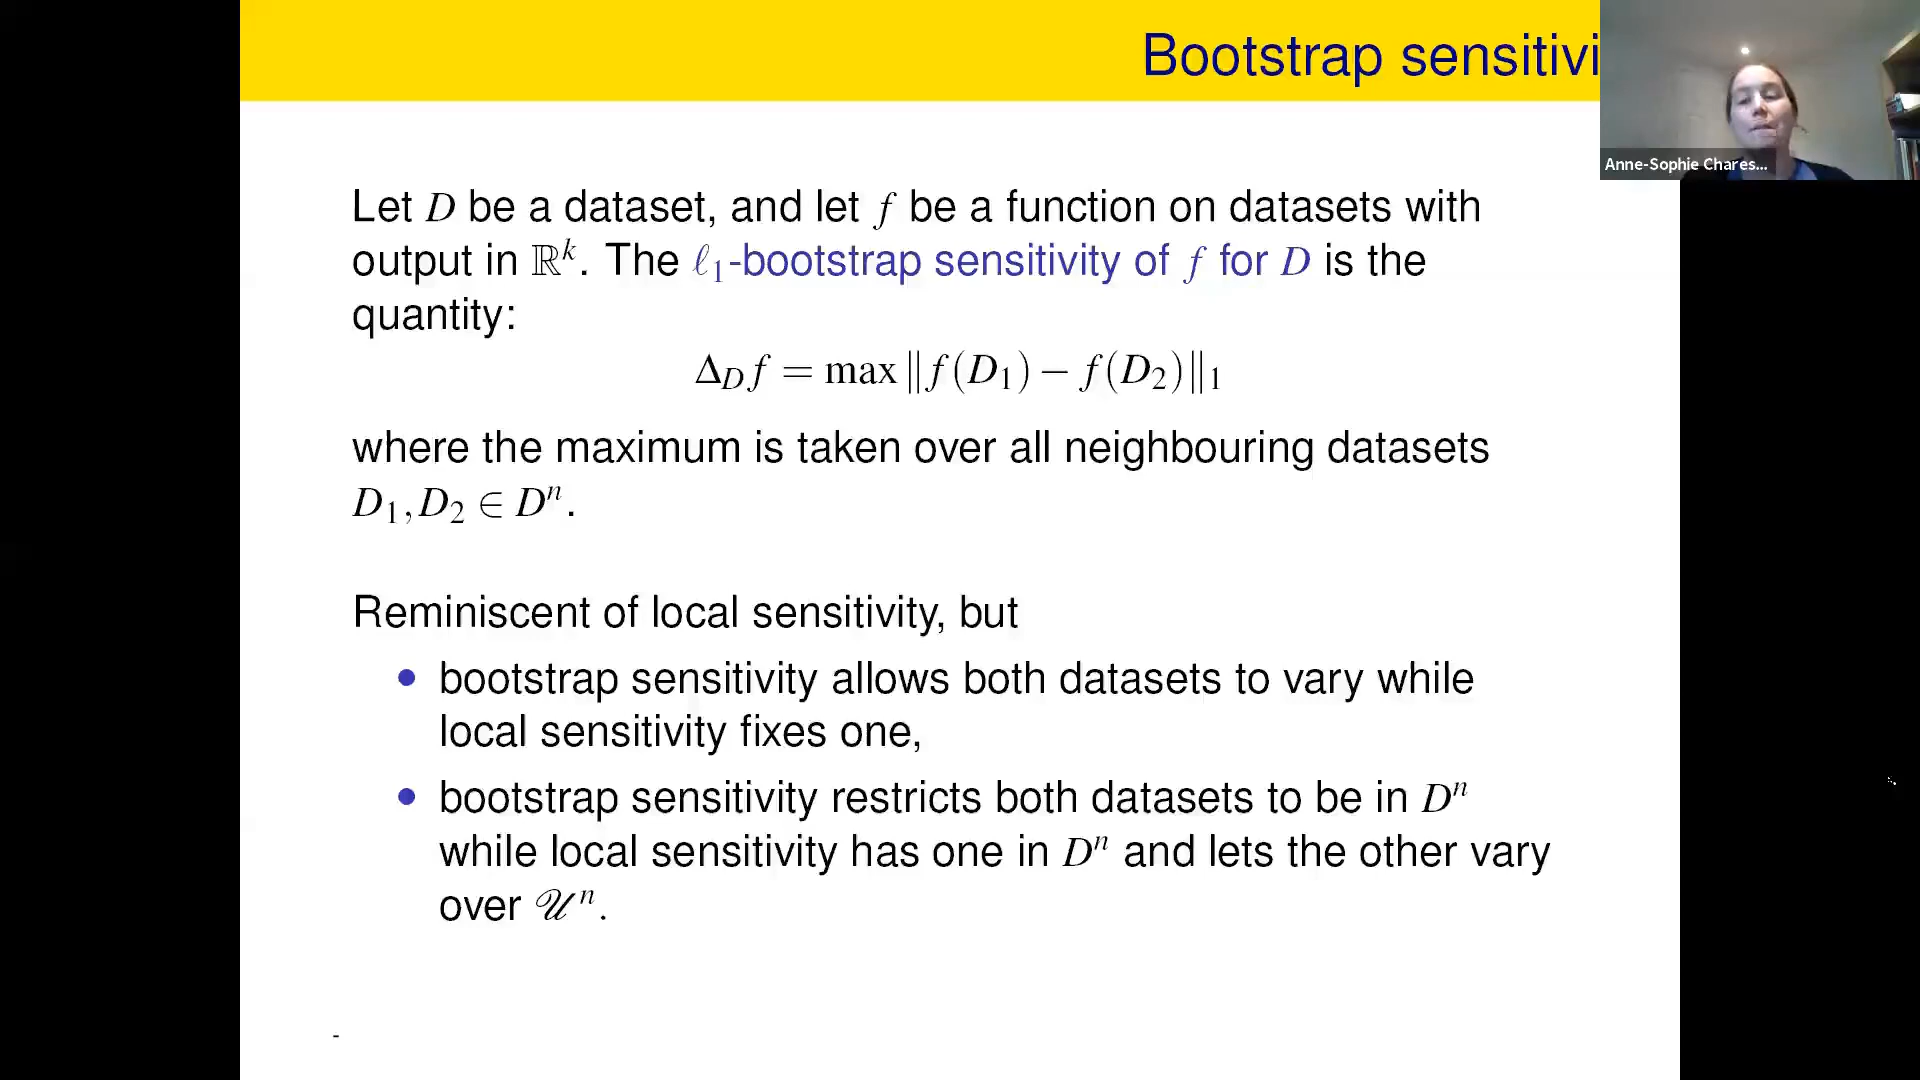 Bootstrap sensitivi
Anne-Sophie Chares...
Let D be a dataset, and let f be a function on datasets with
output in ℝ^k. The ℓ₁-bootstrap sensitivity of f for D is the
quantity:
Δ_D f = max ‖f(D₁) − f(D₂)‖₁
where the maximum is taken over all neighbouring datasets
D₁, D₂ ∈ Dⁿ.
Reminiscent of local sensitivity, but
• bootstrap sensitivity allows both datasets to vary while
local sensitivity fixes one,
• bootstrap sensitivity restricts both datasets to be in Dⁿ
while local sensitivity has one in Dⁿ and lets the other vary
over 𝒰ⁿ.
-